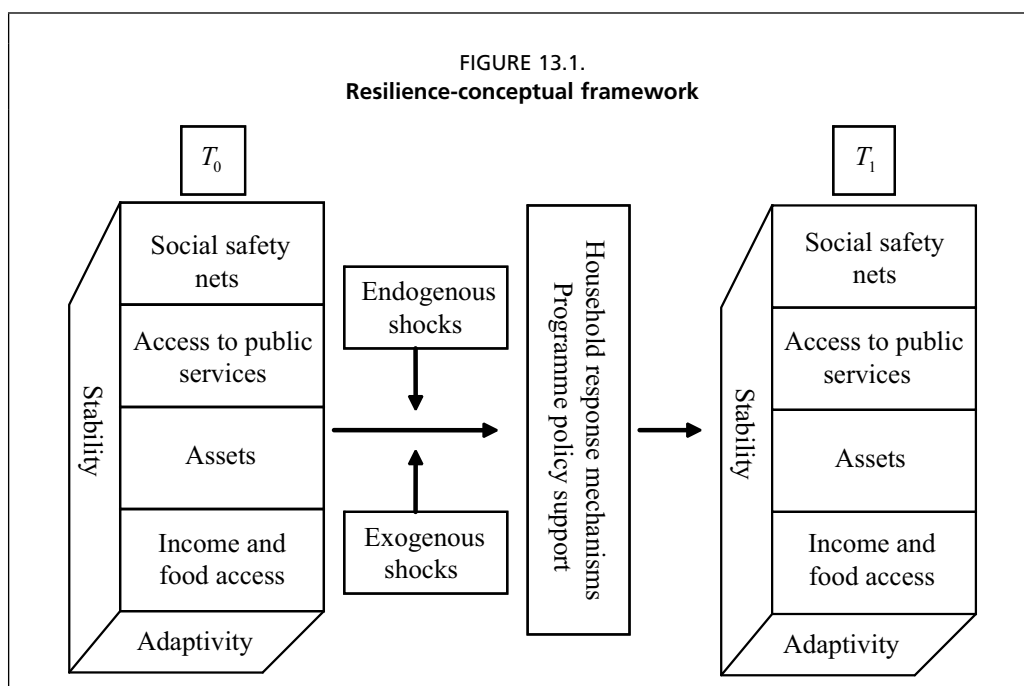 FIGURE 13.1.
Resilience-conceptual framework
T0
Stability
Social safety
nets
Access to public
services
Assets
Income and
food access
Adaptivity
Endogenous
shocks
Exogenous
shocks
Household response mechanisms
Programme policy support
T1
Stability
Social safety
nets
Access to public
services
Assets
Income and
food access
Adaptivity